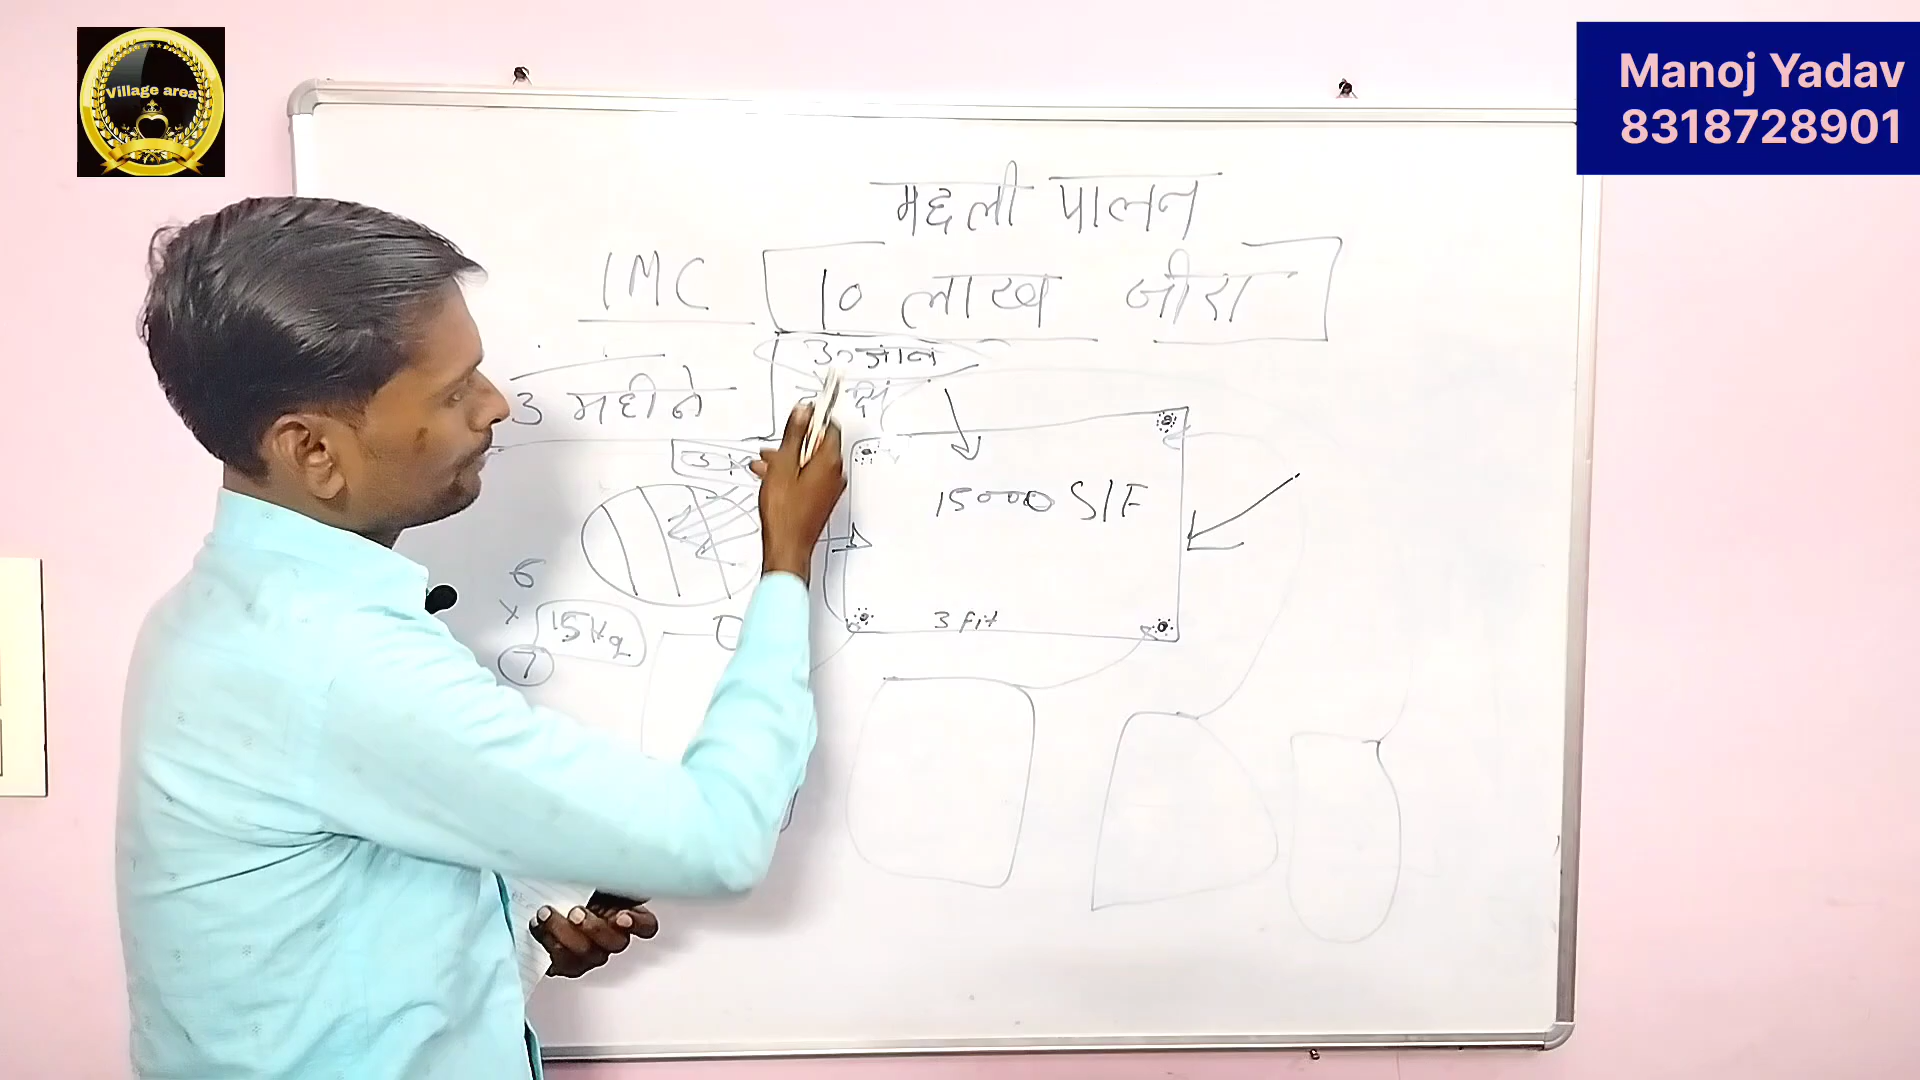 Village area
Manoj Yadav
8318728901
मछली पालन
IMC
10 लाख जीरा
3 महीने
15000 S/F
3 fit
6
x
7
15 kg